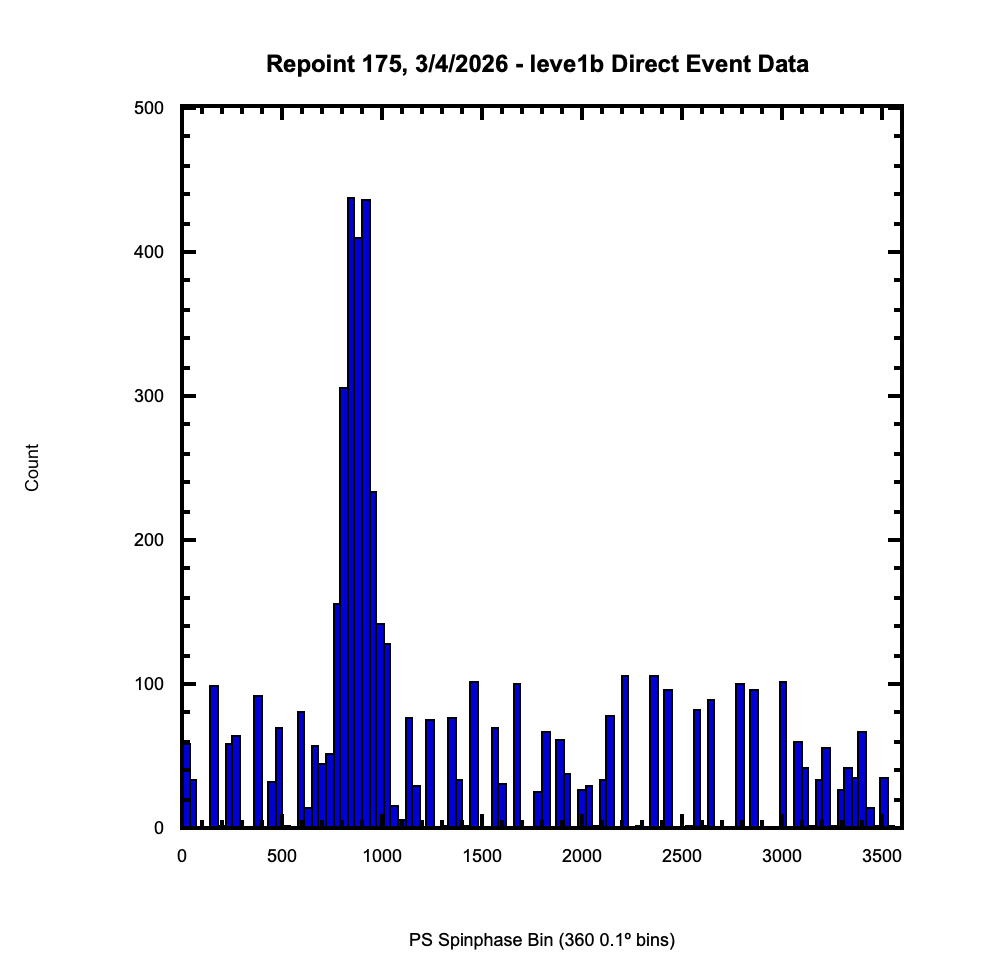 Repoint 175, 3/4/2026 - leve1b Direct Event Data
500
400
300
200
100
0
Count
0 500 1000 1500 2000 2500 3000 3500
PS Spinphase Bin (360 0.1º bins)